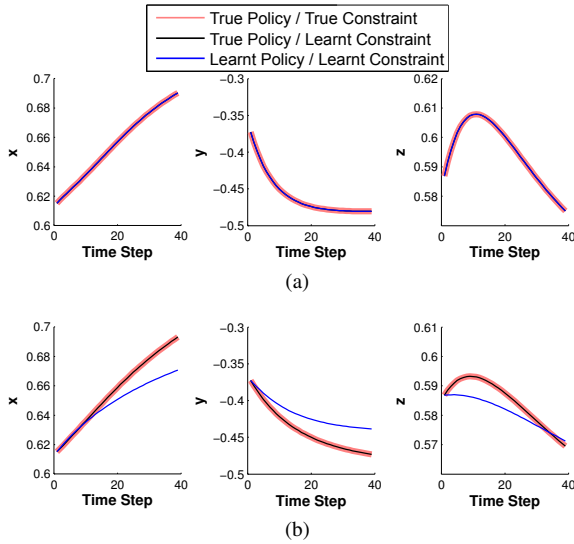 True Policy / True Constraint
True Policy / Learnt Constraint
Learnt Policy / Learnt Constraint
0.7
0.68
0.66
0.64
0.62
0.6
x
0 20 40
Time Step
−0.3
−0.35
−0.4
−0.45
−0.5
y
0 20 40
Time Step
0.62
0.61
0.6
0.59
0.58
z
0 20 40
Time Step
(a)
0.7
0.68
0.66
0.64
0.62
0.6
x
0 20 40
Time Step
−0.3
−0.35
−0.4
−0.45
−0.5
y
0 20 40
Time Step
0.61
0.6
0.59
0.58
0.57
z
0 20 40
Time Step
(b)